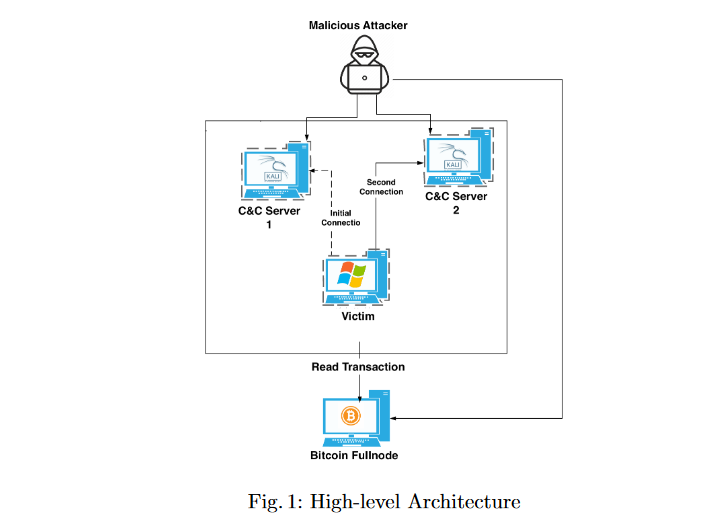 Malicious Attacker
KALI
KALI
C&C Server
1
Second
Connection
C&C Server
2
Initial
Connectio
Victim
Read Transaction
Bitcoin Fullnode
Fig. 1: High-level Architecture